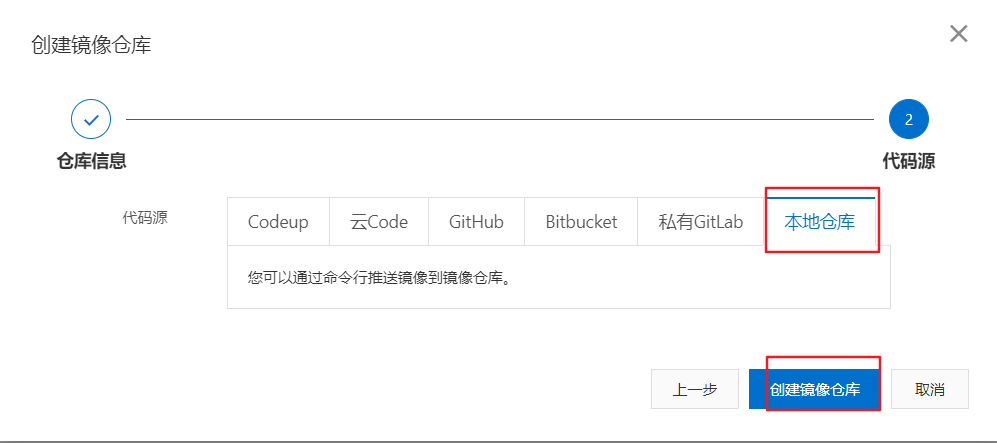 创建镜像仓库
2
仓库信息 代码源
代码源 Codeup 云Code GitHub Bitbucket 私有GitLab 本地仓库
您可以通过命令行推送镜像到镜像仓库。
上一步 创建镜像仓库 取消